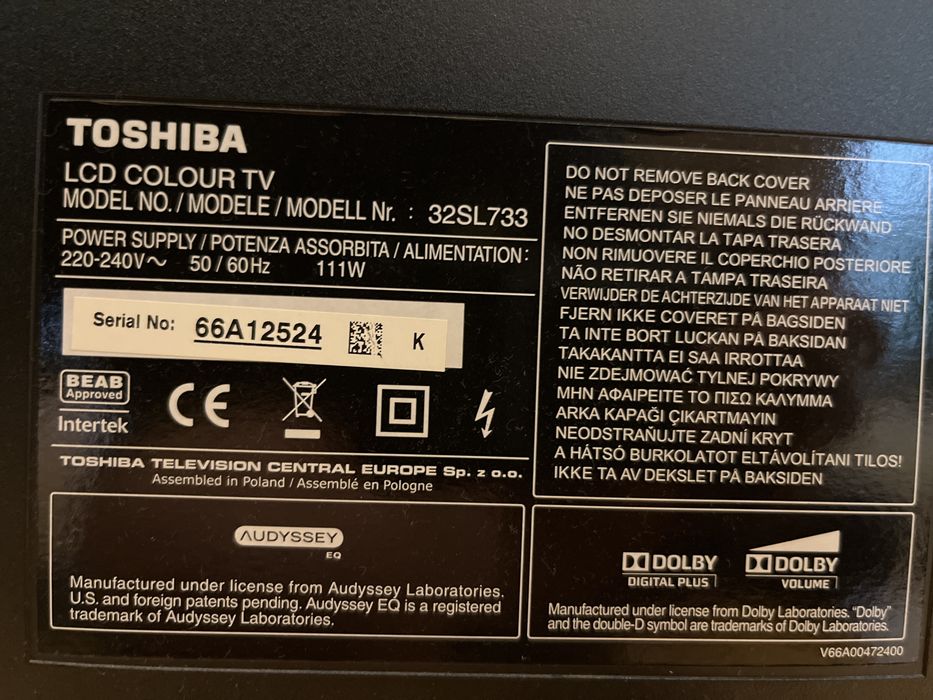 TOSHIBA
LCD COLOUR TV
MODEL NO. / MODELE / MODELL Nr. : 32SL733
POWER SUPPLY / POTENZA ASSORBITA / ALIMENTATION:
220-240V~ 50 / 60Hz 111W
Serial No: 66A12524 K
BEAB
Approved
Intertek
CE
TOSHIBA TELEVISION CENTRAL EUROPE Sp. z o.o.
Assembled in Poland / Assemblé en Pologne
AUDYSSEY
EQ
Manufactured under license from Audyssey Laboratories.
U.S. and foreign patents pending. Audyssey EQ is a registered
trademark of Audyssey Laboratories.
DO NOT REMOVE BACK COVER
NE PAS DEPOSER LE PANNEAU ARRIERE
ENTFERNEN SIE NIEMALS DIE RÜCKWAND
NO DESMONTAR LA TAPA TRASERA
NON RIMUOVERE IL COPERCHIO POSTERIORE
NÃO RETIRAR A TAMPA TRASEIRA
VERWIJDER DE ACHTERZIJDE VAN HET APPARAAT NIET
FJERN IKKE COVERET PÅ BAGSIDEN
TA INTE BORT LUCKAN PÅ BAKSIDAN
TAKAKANTTA EI SAA IRROTTAA
NIE ZDEJMOWAĆ TYLNEJ POKRYWY
ΜΗΝ ΑΦΑΙΡΕΙΤΕ ΤΟ ΠΙΣΩ ΚΑΛΥΜΜΑ
ARKA KAPAĞI ÇIKARTMAYIN
NEODSTRAŇUJTE ZADNÍ KRYT
A HÁTSÓ BURKOLATOT ELTÁVOLÍTANI TILOS!
IKKE TA AV DEKSLET PÅ BAKSIDEN
DOLBY
DIGITAL PLUS
DOLBY
VOLUME
Manufactured under license from Dolby Laboratories. “Dolby”
and the double-D symbol are trademarks of Dolby Laboratories.
V66A00472400